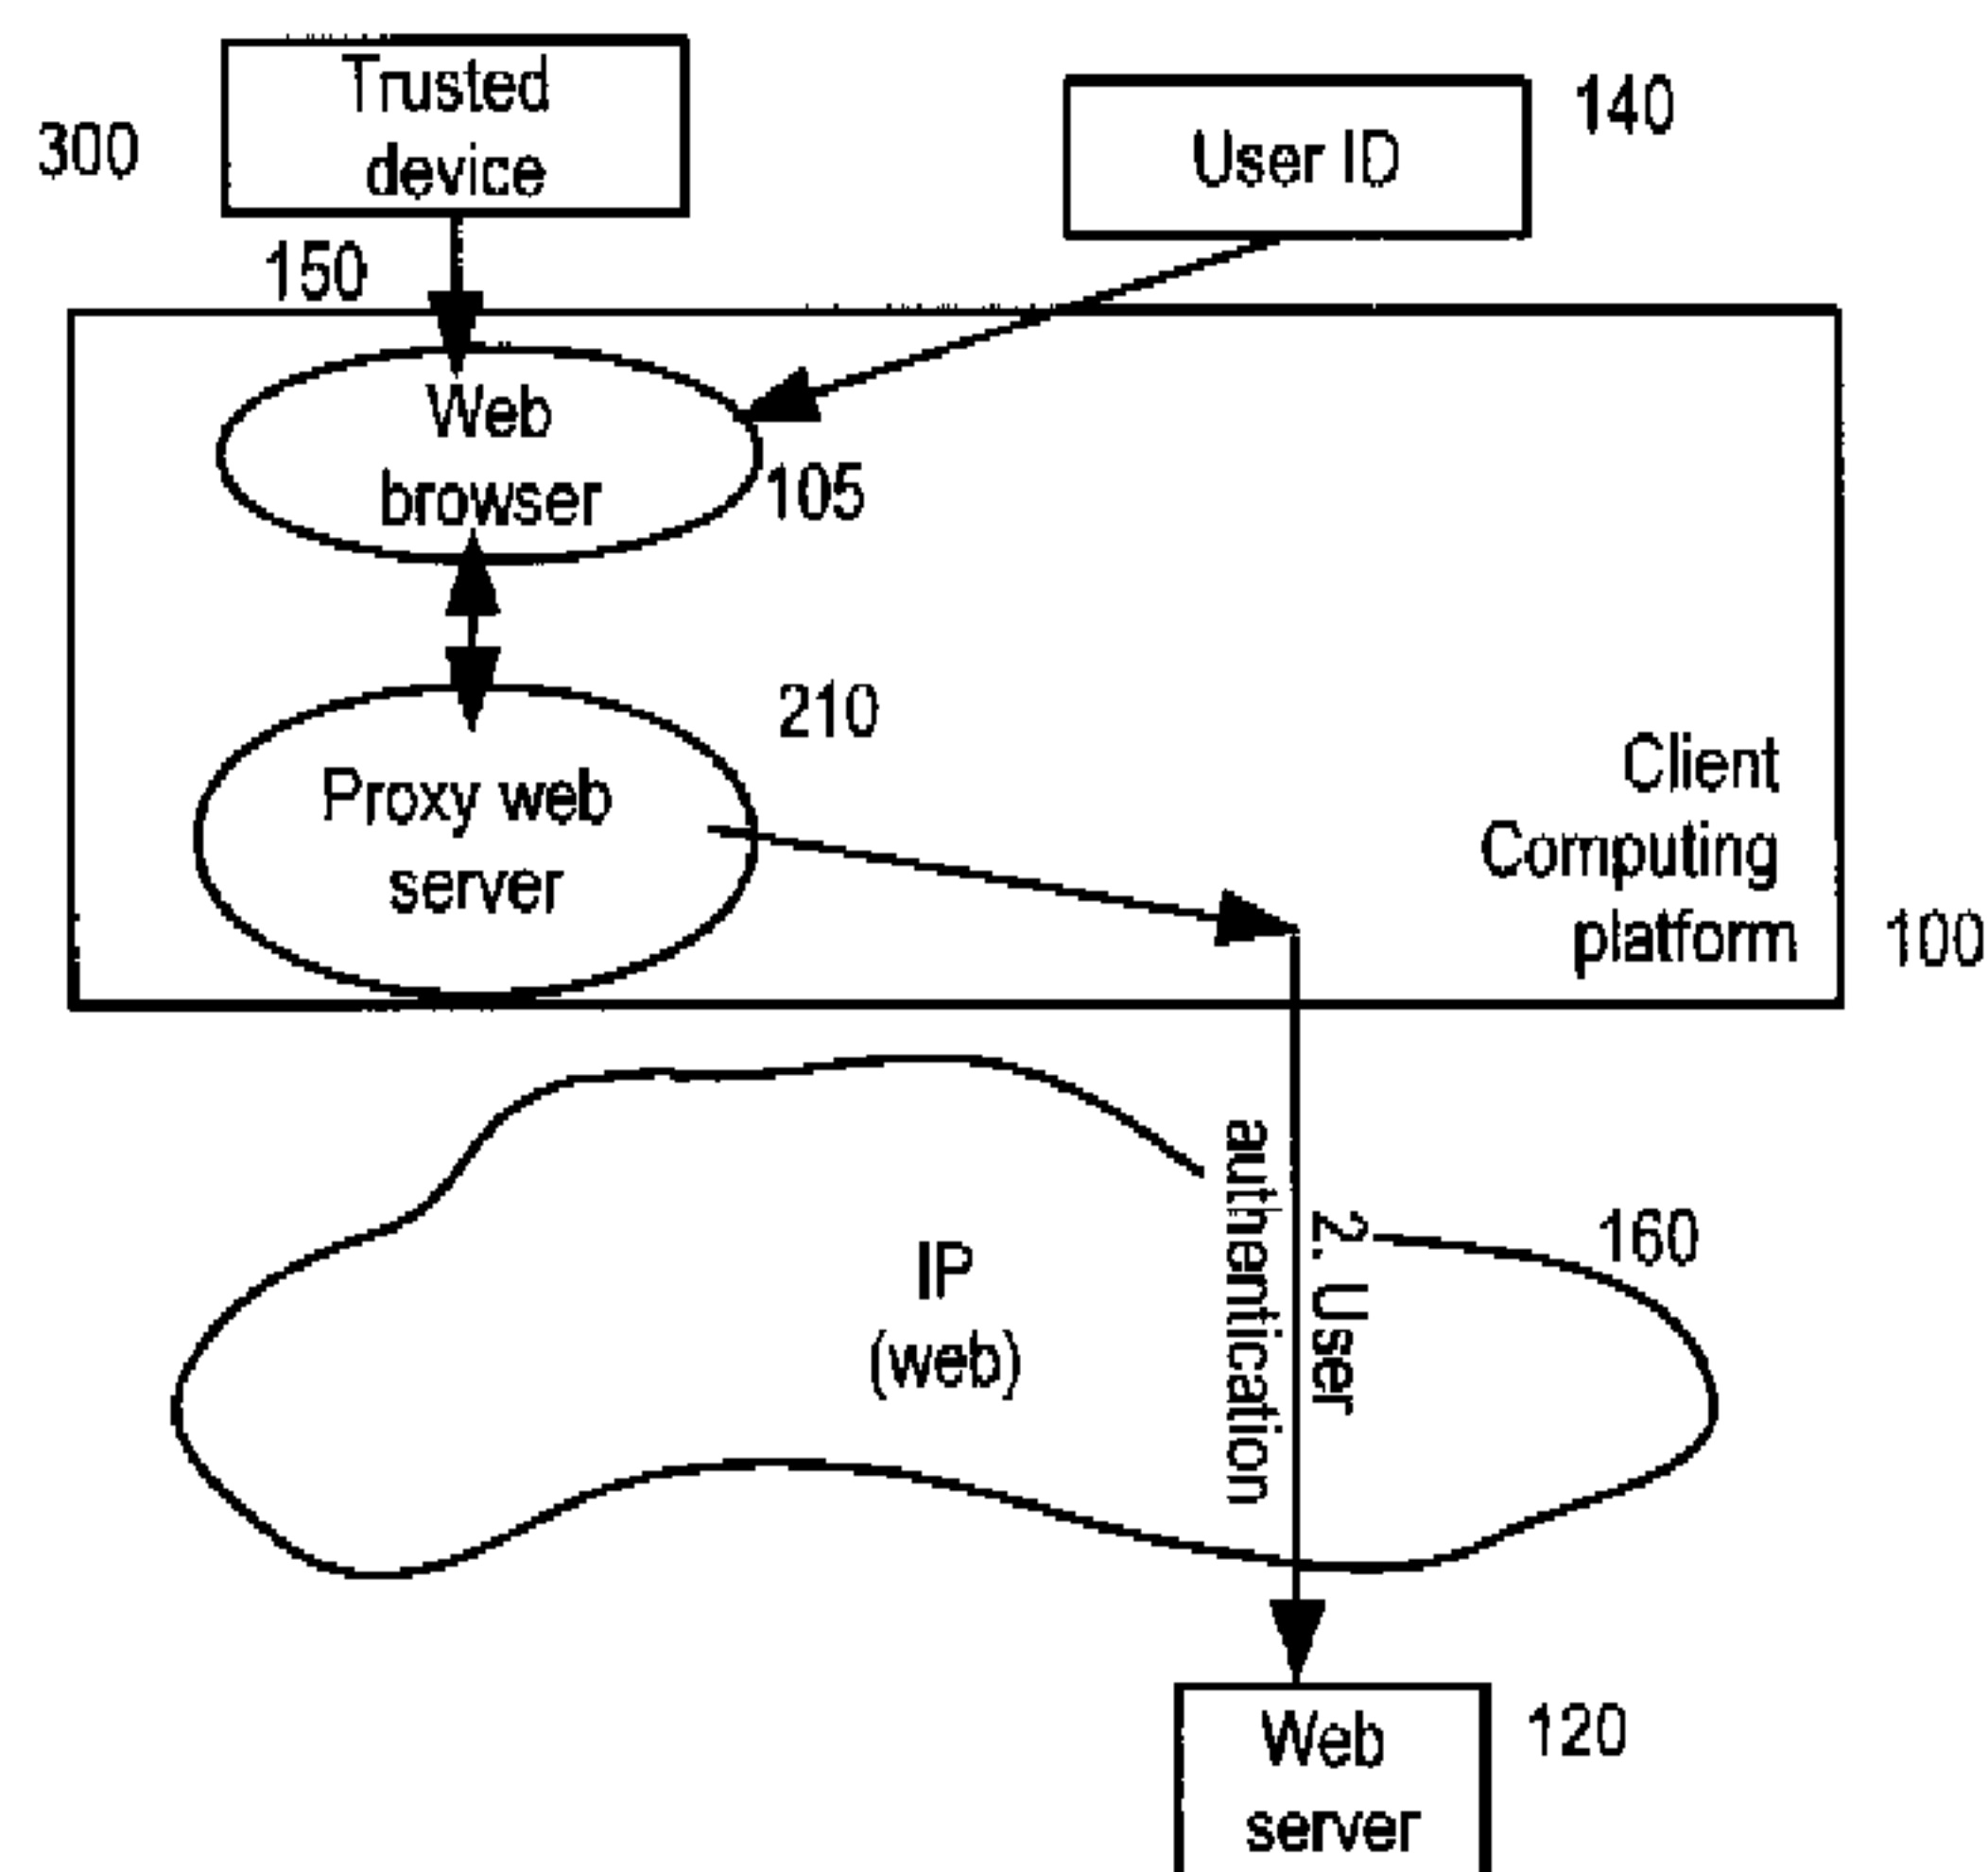 Trusted
device
300
User ID
140
150
Web
browser
105
210
Proxy web
server
Client
Computing
platform
100
2. User
authentication
160
IP
(web)
Web
server
120